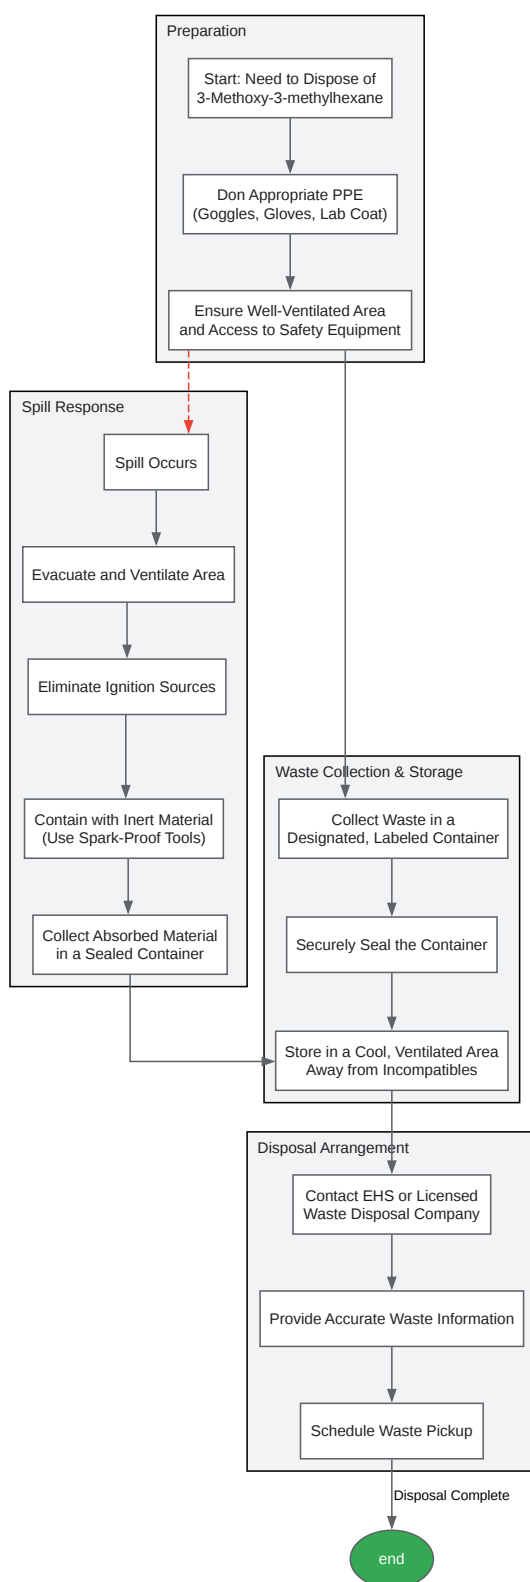 Preparation
Start: Need to Dispose of
3-Methoxy-3-methylhexane
Don Appropriate PPE
(Goggles, Gloves, Lab Coat)
Ensure Well-Ventilated Area
and Access to Safety Equipment
Spill Response
Spill Occurs
Evacuate and Ventilate Area
Eliminate Ignition Sources
Contain with Inert Material
(Use Spark-Proof Tools)
Collect Absorbed Material
in a Sealed Container
Waste Collection & Storage
Collect Waste in a
Designated, Labeled Container
Securely Seal the Container
Store in a Cool, Ventilated Area
Away from Incompatibles
Disposal Arrangement
Contact EHS or Licensed
Waste Disposal Company
Provide Accurate Waste Information
Schedule Waste Pickup
Disposal Complete
end